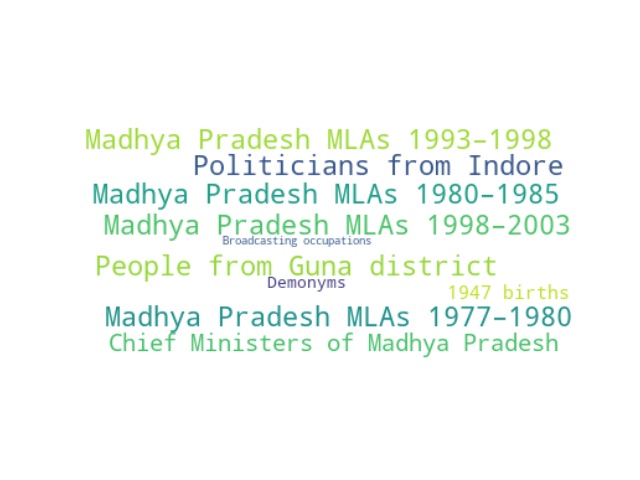 Madhya Pradesh MLAs 1993–1998
Politicians from Indore
Madhya Pradesh MLAs 1980–1985
Madhya Pradesh MLAs 1998–2003
Broadcasting occupations
People from Guna district
Demonyms
1947 births
Madhya Pradesh MLAs 1977–1980
Chief Ministers of Madhya Pradesh